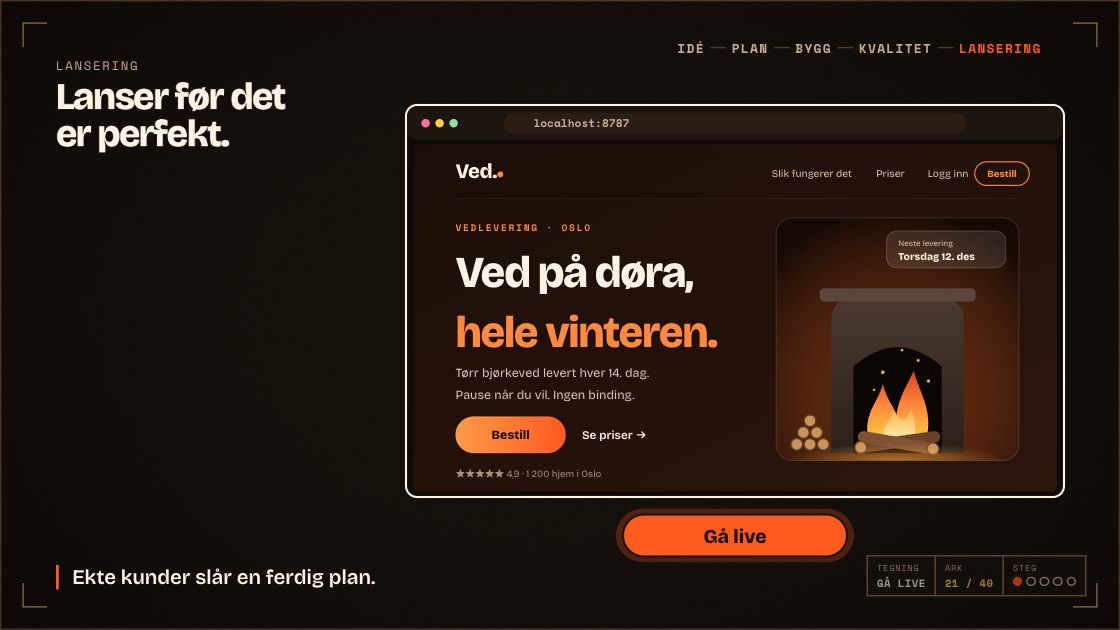 IDÉ — PLAN — BYGG — KVALITET — LANSERING
LANSERING
Lanser før det
er perfekt.
localhost:8787
Ved.
Slik fungerer det Priser Logg inn Bestill
VEDLEVERING · OSLO
Ved på døra,
hele vinteren.
Tørr bjørkeved levert hver 14. dag.
Pause når du vil. Ingen binding.
Bestill Se priser →
★★★★★ 4,9 · 1 200 hjem i Oslo
Neste levering
Torsdag 12. des
Gå live
Ekte kunder slår en ferdig plan.
TEGNING
GÅ LIVE
ARK
21 / 40
STEG